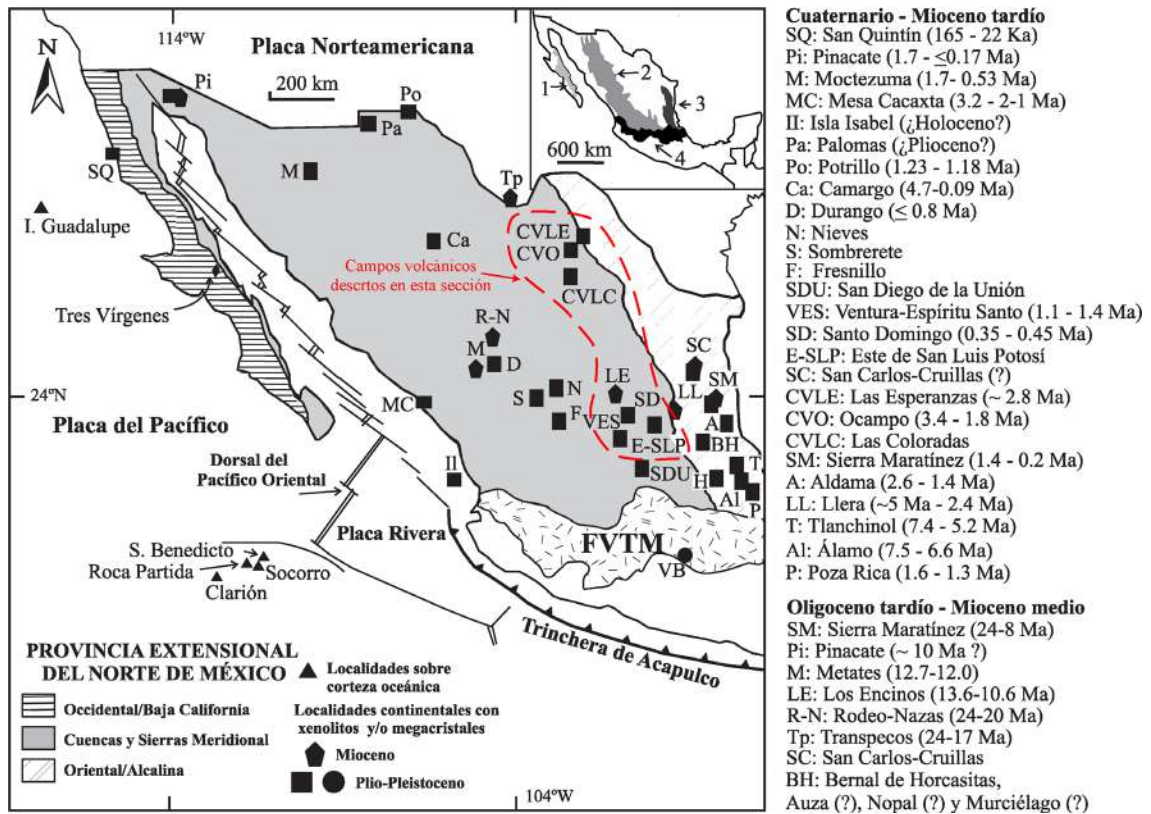 114ºW
Placa Norteamericana
N
Pi
200 km
Po
Pa
1
2
3
4
600 km
SQ
M
Tp
I. Guadalupe
Ca
CVLE
CVO
CVLC
Campos volcánicos
descrtos en esta sección
Tres Vírgenes
R-N
M
D
SC
LL
SM
24º
MC
S
N
LE
SD
F
VES
E-SLP
A
BH
Placa del Pacífico
SDU
T
H
Al
P
Dorsal del
Pacífico Oriental
Il
Placa Rivera
FVTM
VB
S. Benedicto
Roca Partida
Socorro
Clarión
Trinchera de Acapulco
PROVINCIA EXTENSIONAL
DEL NORTE DE MÉXICO
Occidental/Baja California
Cuencas y Sierras Meridional
Oriental/Alcalina
Localidades sobre
corteza oceánica
Localidades continentales con
xenolitos y/o megacristales
Mioceno
Plio-Pleistoceno
104ºW
Cuaternario - Mioceno tardío
SQ: San Quintín (165 - 22 Ka)
Pi: Pinacate (1.7 - ≤0.17 Ma)
M: Moctezuma (1.7- 0.53 Ma)
MC: Mesa Cacaxta (3.2 - 2-1 Ma)
II: Isla Isabel (¿Holoceno?)
Pa: Palomas (¿Plioceno?)
Po: Potrillo (1.23 - 1.18 Ma)
Ca: Camargo (4.7-0.09 Ma)
D: Durango (≤ 0.8 Ma)
N: Nieves
S: Sombrerete
F: Fresnillo
SDU: San Diego de la Unión
VES: Ventura-Espíritu Santo (1.1 - 1.4 Ma)
SD: Santo Domingo (0.35 - 0.45 Ma)
E-SLP: Este de San Luis Potosí
SC: San Carlos-Cruillas (?)
CVLE: Las Esperanzas (~ 2.8 Ma)
CVO: Ocampo (3.4 - 1.8 Ma)
CVLC: Las Coloradas
SM: Sierra Maratínez (1.4 - 0.2 Ma)
A: Aldama (2.6 - 1.4 Ma)
LL: Llera (~5 Ma - 2.4 Ma)
T: Tlanchinol (7.4 - 5.2 Ma)
Al: Álamo (7.5 - 6.6 Ma)
P: Poza Rica (1.6 - 1.3 Ma)
Oligoceno tardío - Mioceno medio
SM: Sierra Maratínez (24-8 Ma)
Pi: Pinacate (~ 10 Ma ?)
M: Metates (12.7-12.0)
LE: Los Encinos (13.6-10.6 Ma)
R-N: Rodeo-Nazas (24-20 Ma)
Tp: Transpecos (24-17 Ma)
SC: San Carlos-Cruillas
BH: Bernal de Horcasitas,
Auza (?), Nopal (?) y Murciélago (?)